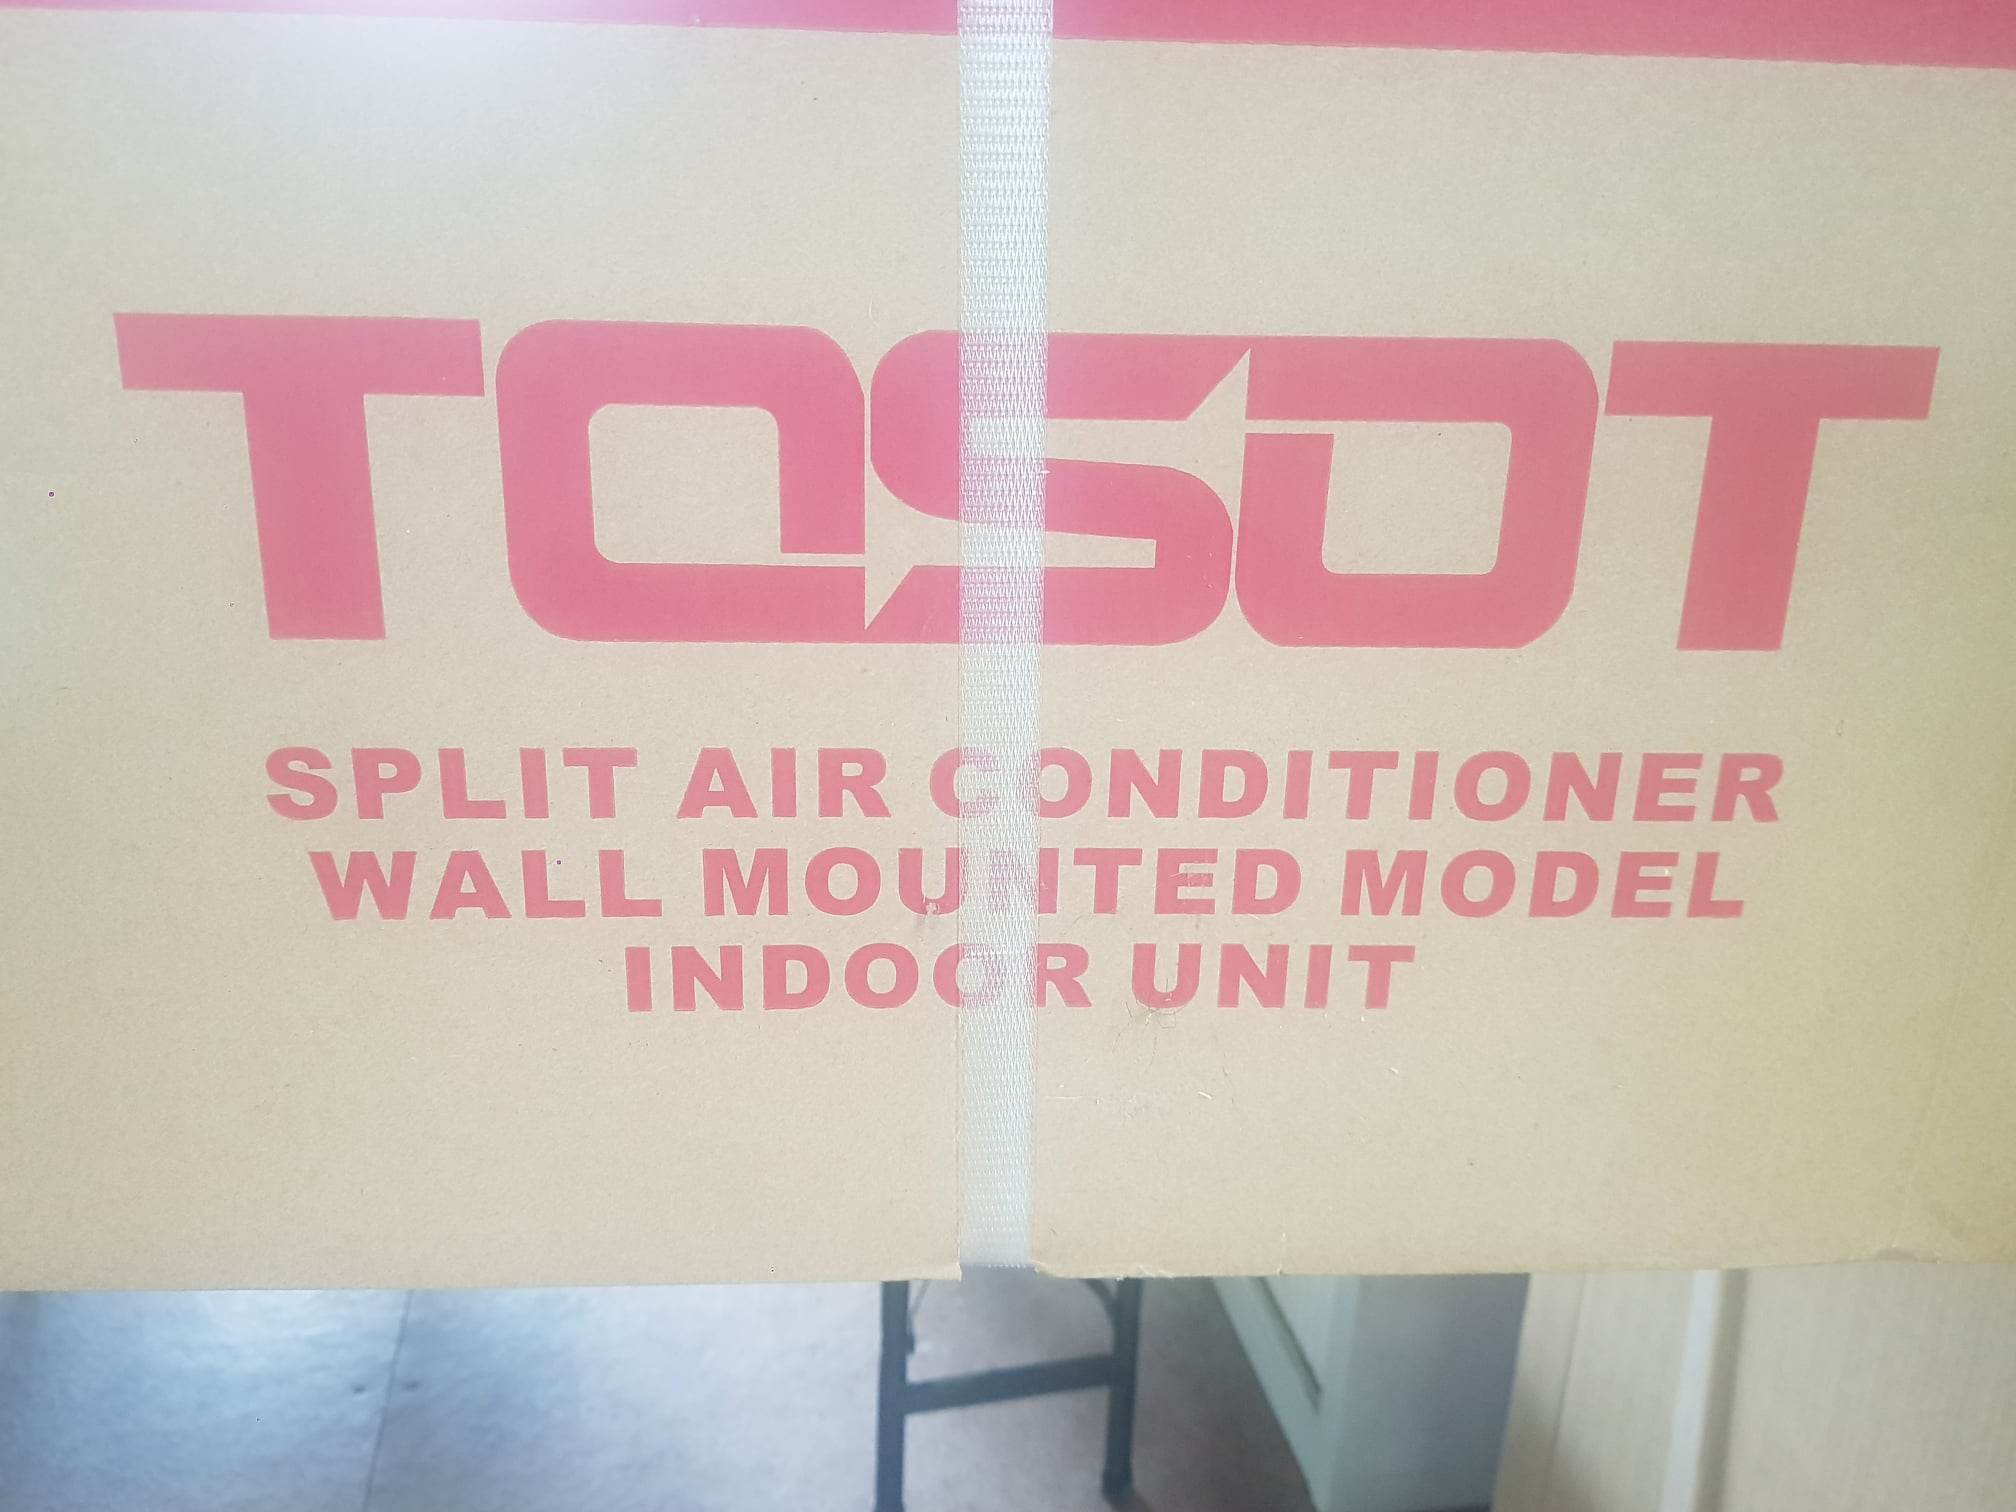 TOSOT
SPLIT AIR CONDITIONER
WALL MOUNTED MODEL
INDOOR UNIT